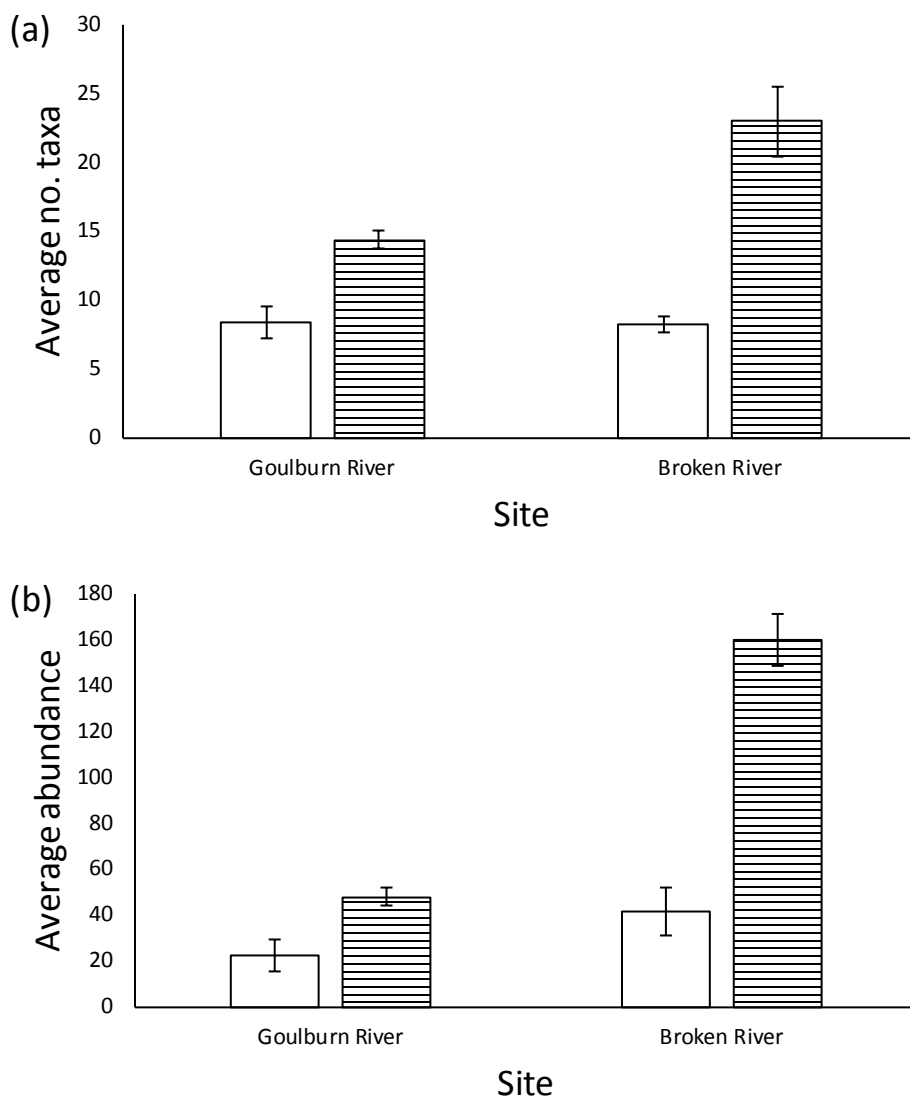 (a)
Average no. taxa
30
25
20
15
10
5
0
Goulburn River
Broken River
Site
(b)
Average abundance
180
160
140
120
100
80
60
40
20
0
Goulburn River
Broken River
Site